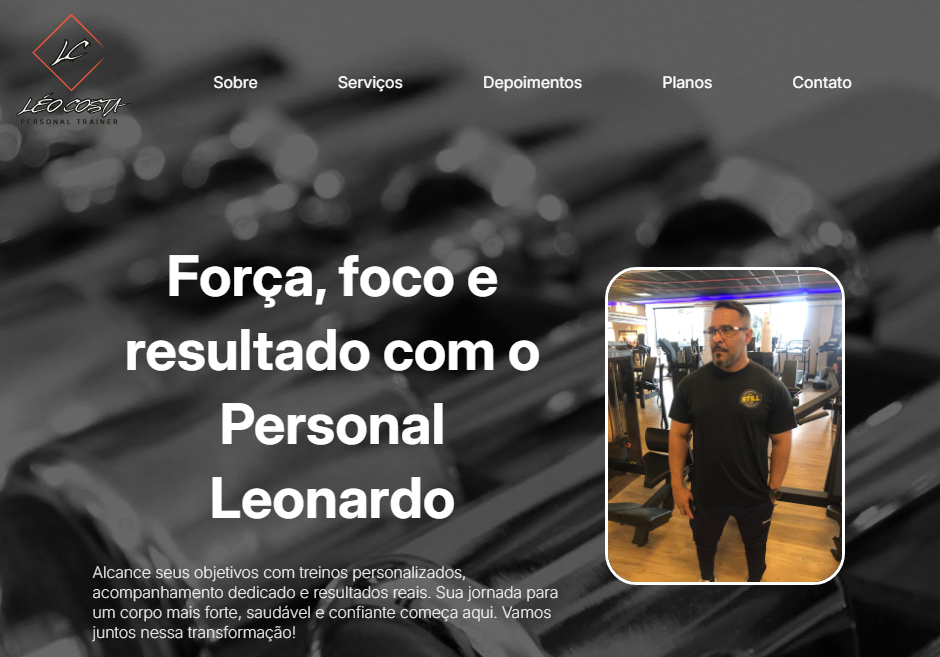 LC
LÉO COSTA
PERSONAL TRAINER
Sobre Serviços Depoimentos Planos Contato
Força, foco e
resultado com o
Personal
Leonardo
STILL
Alcance seus objetivos com treinos personalizados,
acompanhamento dedicado e resultados reais. Sua jornada para
um corpo mais forte, saudável e confiante começa aqui. Vamos
juntos nessa transformação!